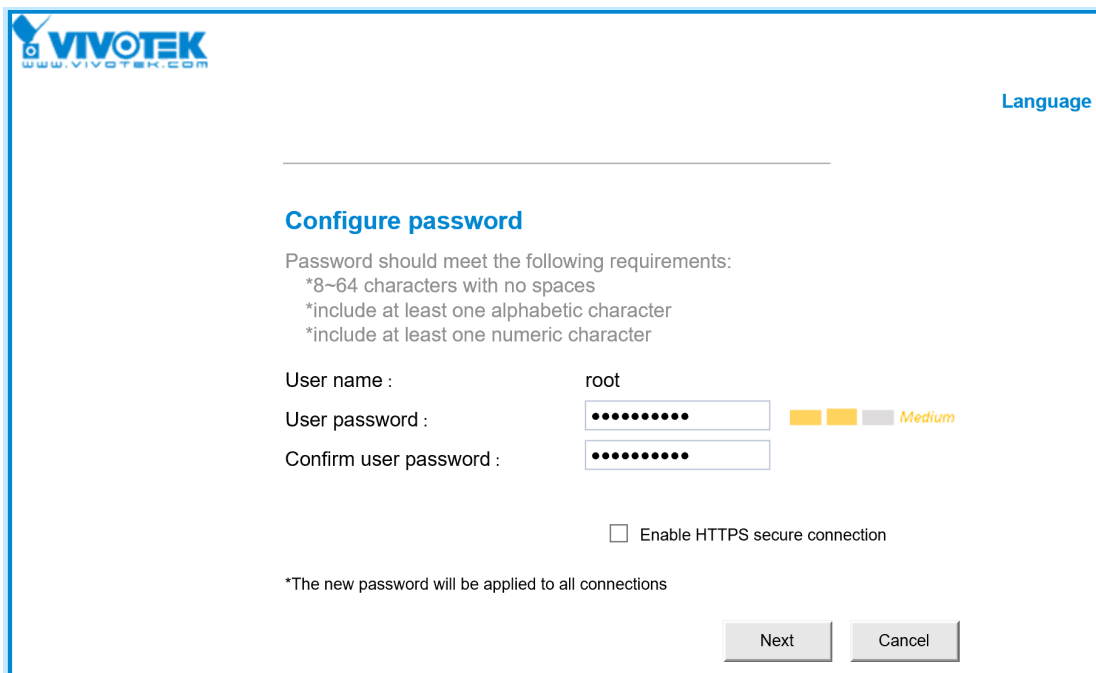 VIVOTEK
www.vivotek.com
Language
Configure password
Password should meet the following requirements:
*8~64 characters with no spaces
*include at least one alphabetic character
*include at least one numeric character
User name : root
User password : •••••••••• Medium
Confirm user password : ••••••••••
Enable HTTPS secure connection
*The new password will be applied to all connections
Next Cancel